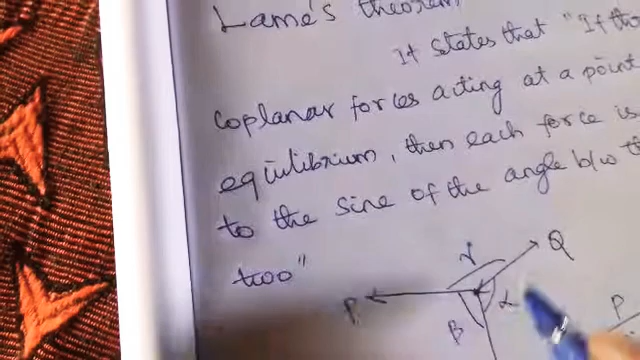 Lame's theorem
It states that "If th
coplanar forces acting at a point
equilibrium, then each force is
to the sine of the angle b/w th
too"
γ
Q
P
α
β
P